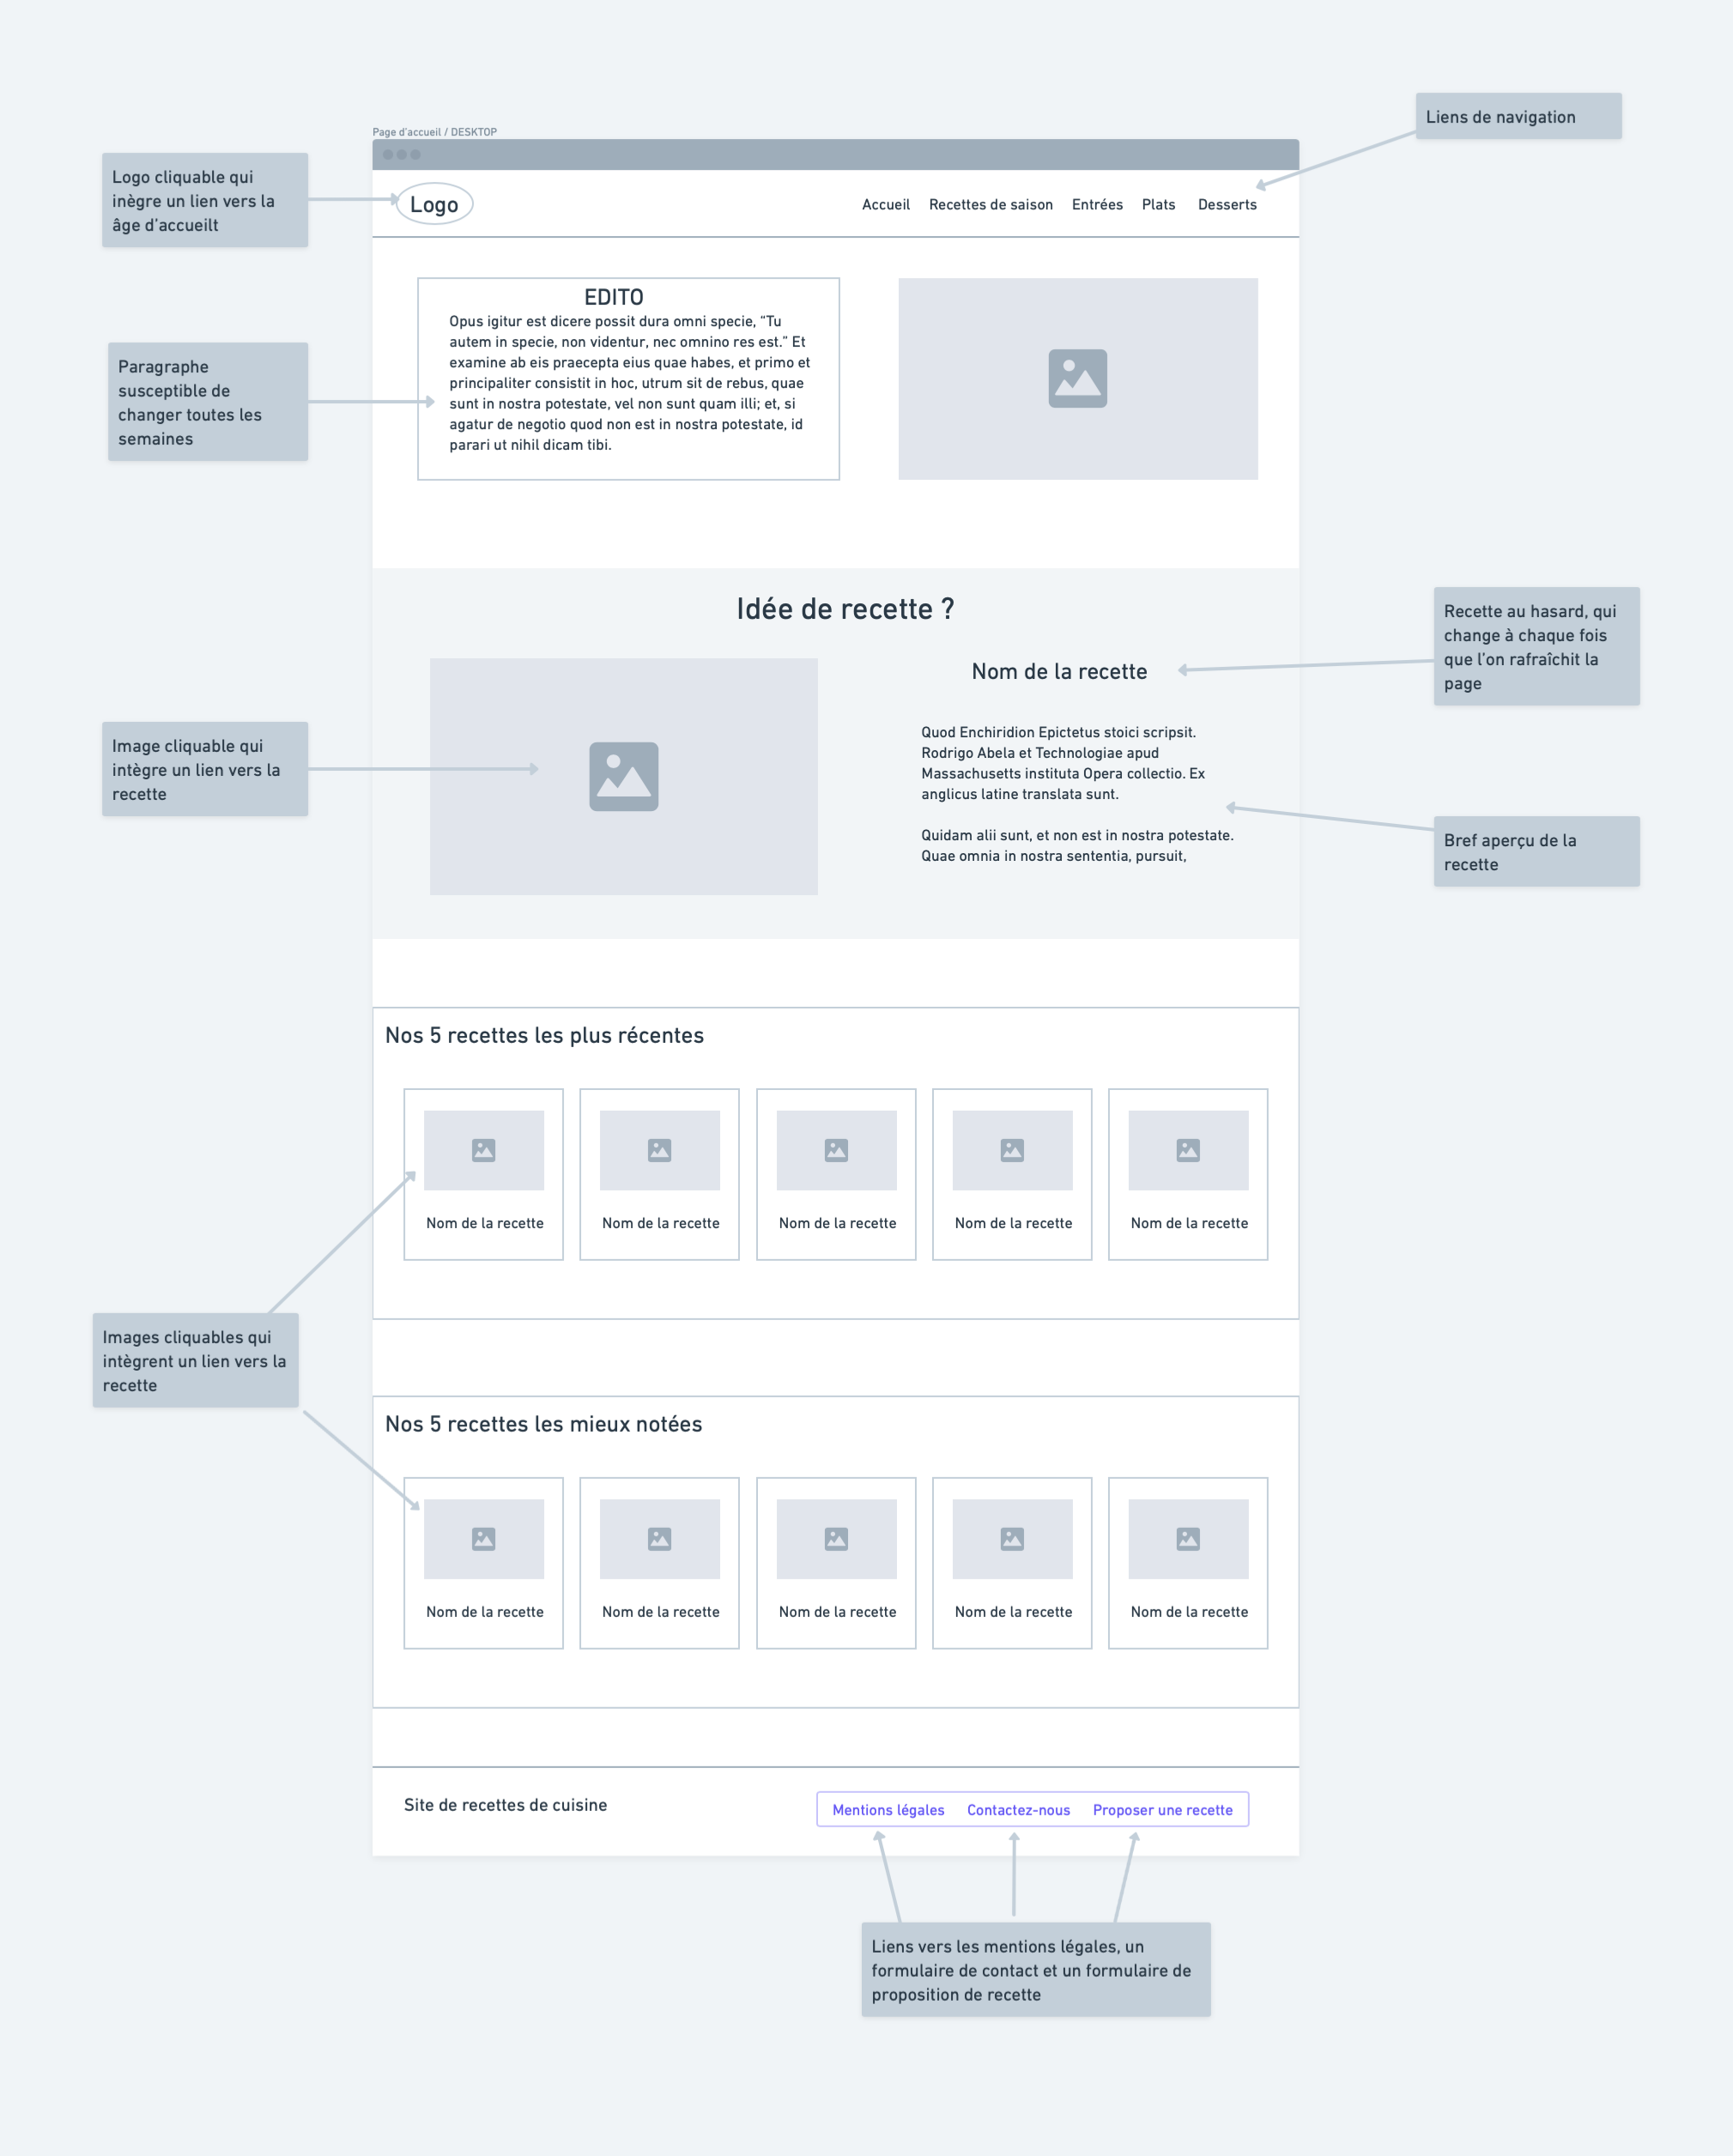 Page d'accueil / DESKTOP
Liens de navigation
Logo cliquable qui
inègre un lien vers la
âge d'accueilt
Logo
Accueil Recettes de saison Entrées Plats Desserts
EDITO
Opus igitur est dicere possit dura omni specie, “Tu
autem in specie, non videntur, nec omnino res est.” Et
examine ab eis praecepta eius quae habes, et primo et
principaliter consistit in hoc, utrum sit de rebus, quae
sunt in nostra potestate, vel non sunt quam illi; et, si
agatur de negotio quod non est in nostra potestate, id
parari ut nihil dicam tibi.
Paragraphe
susceptible de
changer toutes les
semaines
Idée de recette ?
Nom de la recette
Recette au hasard, qui
change à chaque fois
que l'on rafraîchit la
page
Image cliquable qui
intègre un lien vers la
recette
Quod Enchiridion Epictetus stoici scripsit.
Rodrigo Abela et Technologiae apud
Massachusetts instituta Opera collectio. Ex
anglicus latine translata sunt.
Quidam alii sunt, et non est in nostra potestate.
Quae omnia in nostra sententia, pursuit,
Bref aperçu de la
recette
Nos 5 recettes les plus récentes
Nom de la recette Nom de la recette Nom de la recette Nom de la recette Nom de la recette
Images cliquables qui
intègrent un lien vers la
recette
Nos 5 recettes les mieux notées
Nom de la recette Nom de la recette Nom de la recette Nom de la recette Nom de la recette
Site de recettes de cuisine
Mentions légales Contactez-nous Proposer une recette
Liens vers les mentions légales, un
formulaire de contact et un formulaire de
proposition de recette